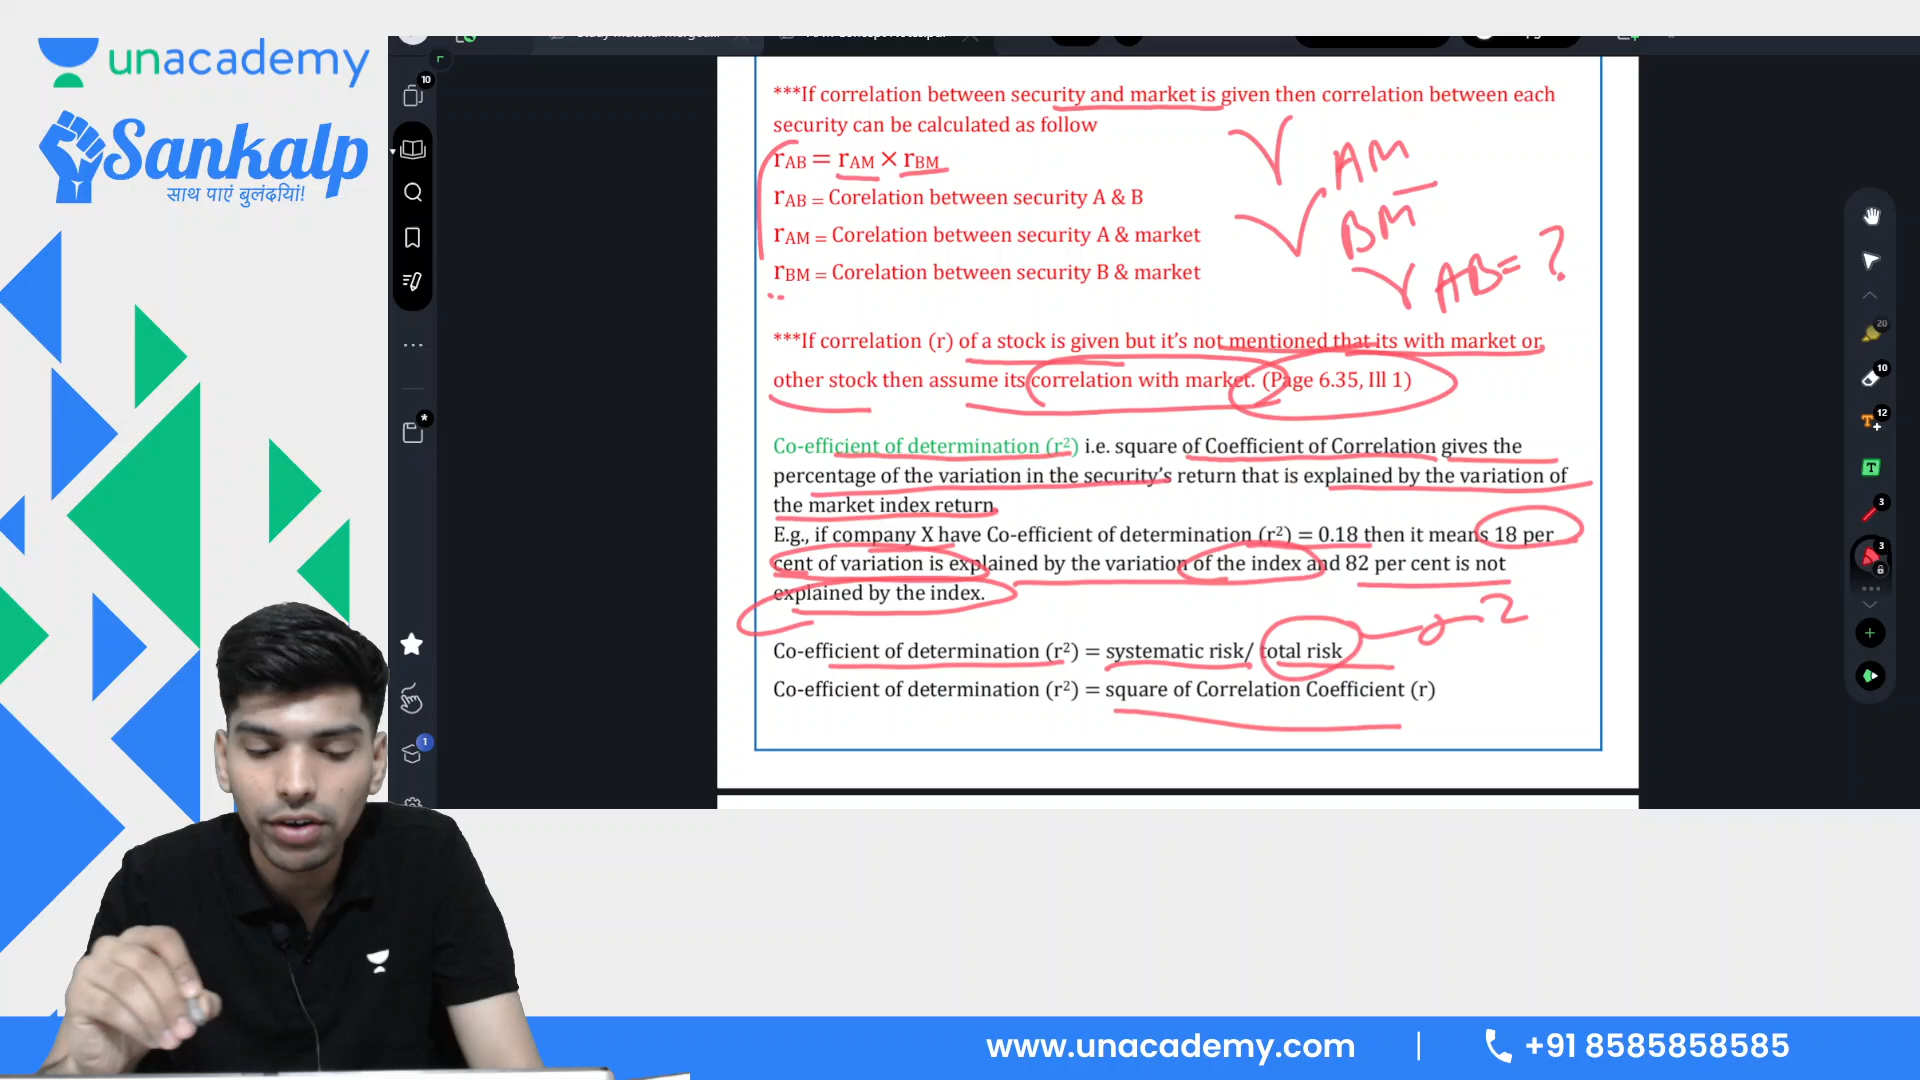 unacademy
Sankalp
साथ पाएं बुलंदियां!
***If correlation between security and market is given then correlation between each
security can be calculated as follow
rAB = rAM × rBM
rAB = Corelation between security A & B
rAM = Corelation between security A & market
rBM = Corelation between security B & market
r AM
r BM
r AB = ?
***If correlation (r) of a stock is given but it's not mentioned that its with market or
other stock then assume its correlation with market. (Page 6.35, Ill 1)
Co-efficient of determination (r²) i.e. square of Coefficient of Correlation gives the
percentage of the variation in the security's return that is explained by the variation of
the market index return.
E.g., if company X have Co-efficient of determination (r²) = 0.18 then it means 18 per
cent of variation is explained by the variation of the index and 82 per cent is not
explained by the index.
σ²
Co-efficient of determination (r²) = systematic risk/ total risk
Co-efficient of determination (r²) = square of Correlation Coefficient (r)
10
*
1
20
10
12
T
3
3
www.unacademy.com | +91 8585858585